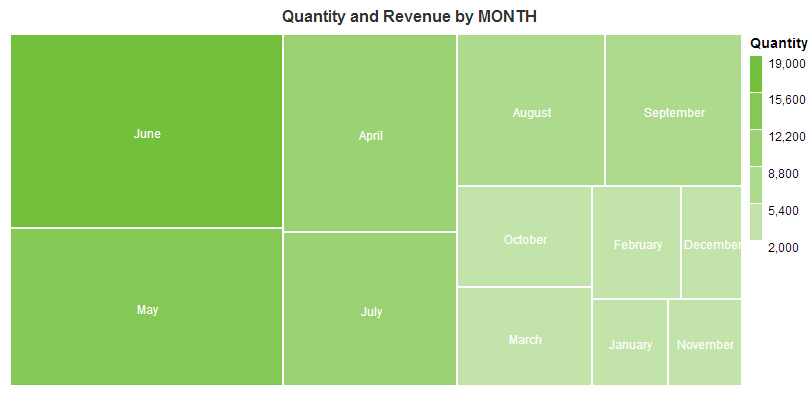 Quantity and Revenue by MONTH
Quantity
19,000
15,600
12,200
8,800
5,400
2,000
June
May
April
July
August
September
October
March
February
December
January
November